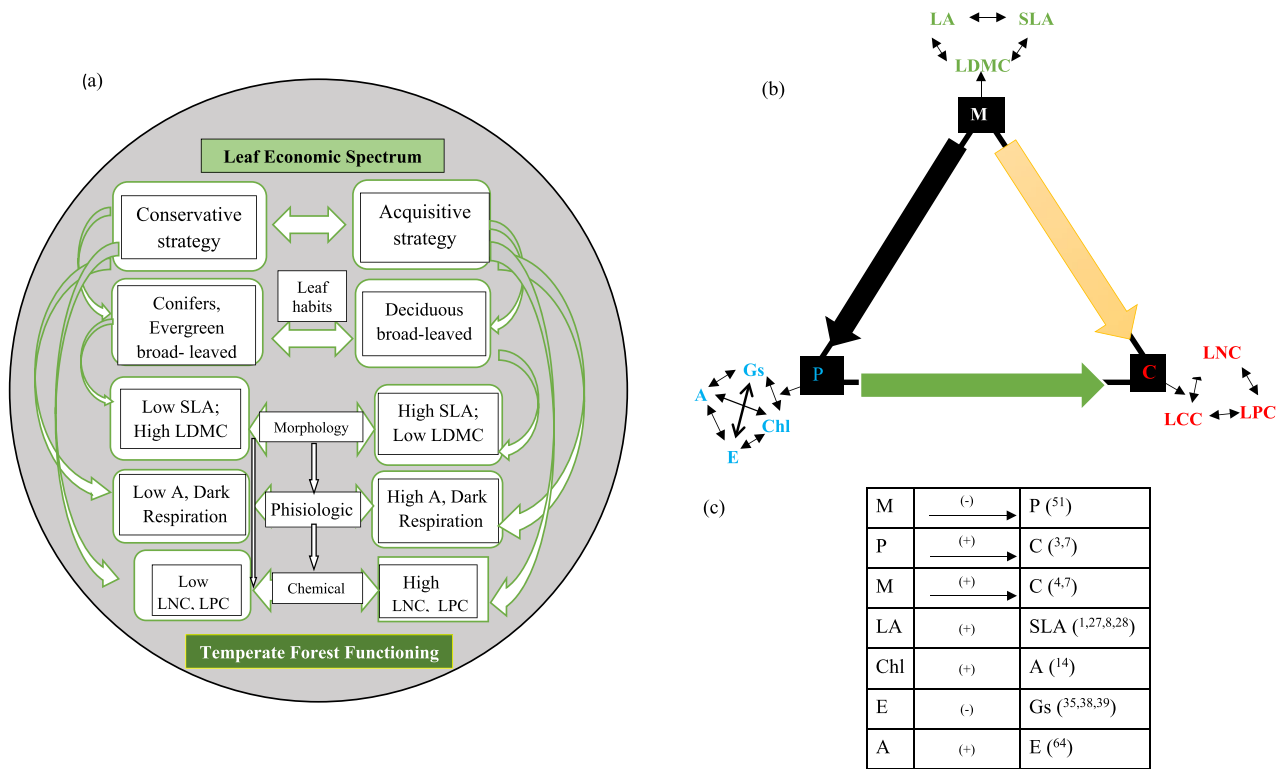 (a)
Leaf Economic Spectrum
Conservative
strategy
Acquisitive
strategy
Leaf
habits
Conifers,
Evergreen
broad- leaved
Deciduous
broad-leaved
Low SLA;
High LDMC
Morphology
High SLA;
Low LDMC
Low A, Dark
Respiration
Phisiologic
High A, Dark
Respiration
Low
LNC, LPC
Chemical
High
LNC, LPC
Temperate Forest Functioning
(b)
LA SLA
LDMC
M
P
C
Gs
A
Chl
E
LNC
LCC
LPC
(c)
M (-) P (51)
P (+) C (3,7)
M (+) C (4,7)
LA (+) SLA (1,27,8,28)
Chl (+) A (14)
E (-) Gs (35,38,39)
A (+) E (64)